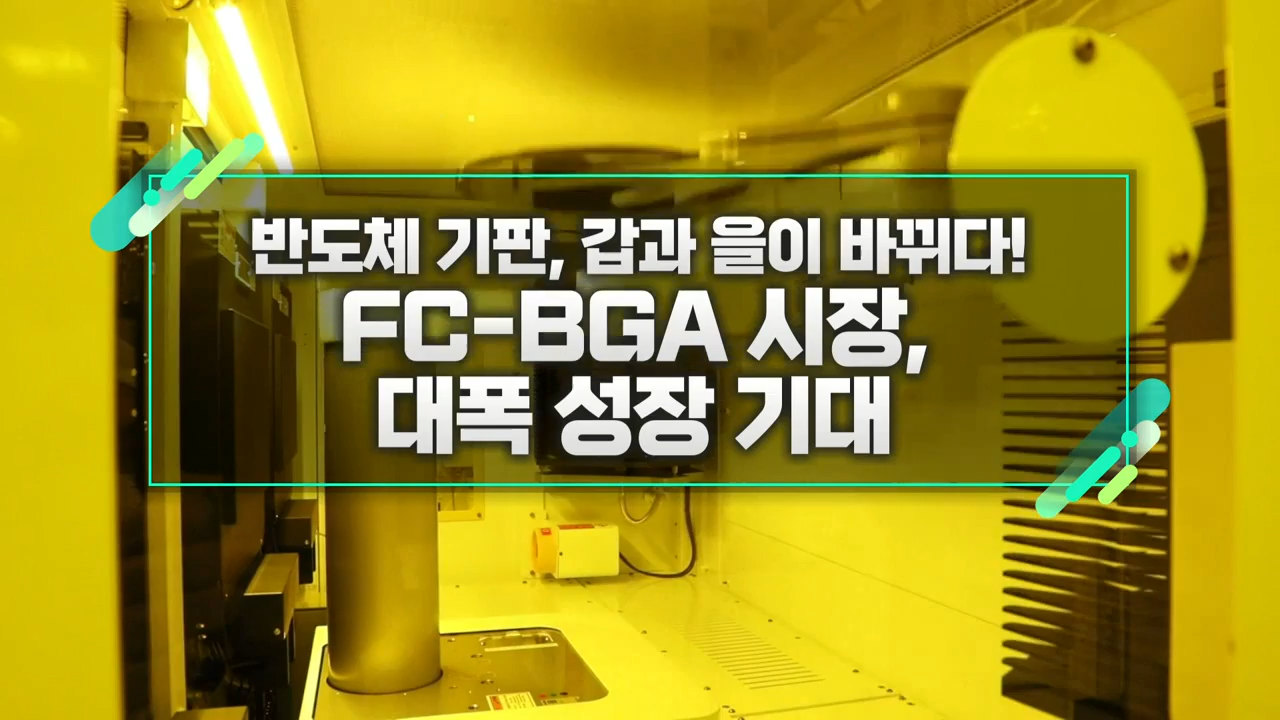 반도체 기판, 갑과 을이 바뀌다!
FC-BGA 시장,
대폭 성장 기대